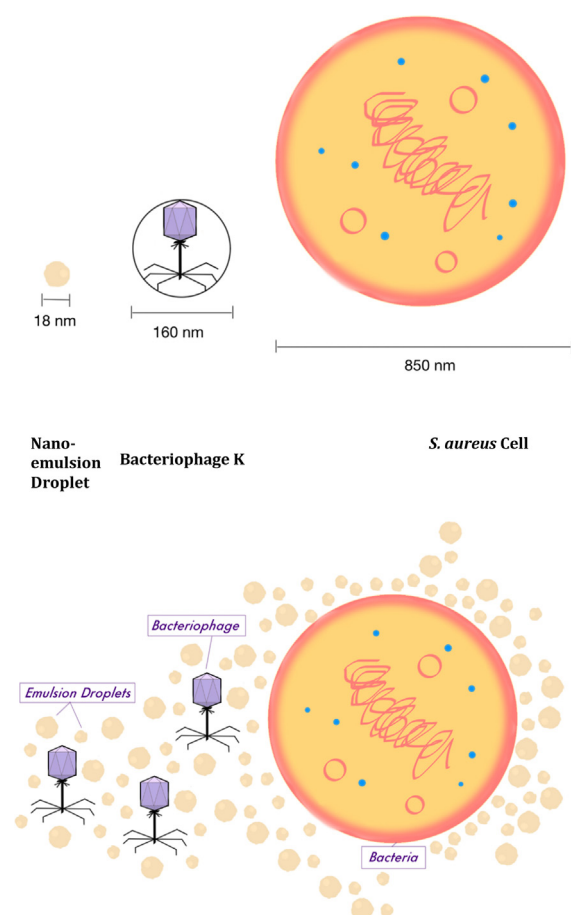 18 nm
160 nm
850 nm
Nano-
emulsion
Droplet
Bacteriophage K
S. aureus Cell
Bacteriophage
Emulsion Droplets
Bacteria